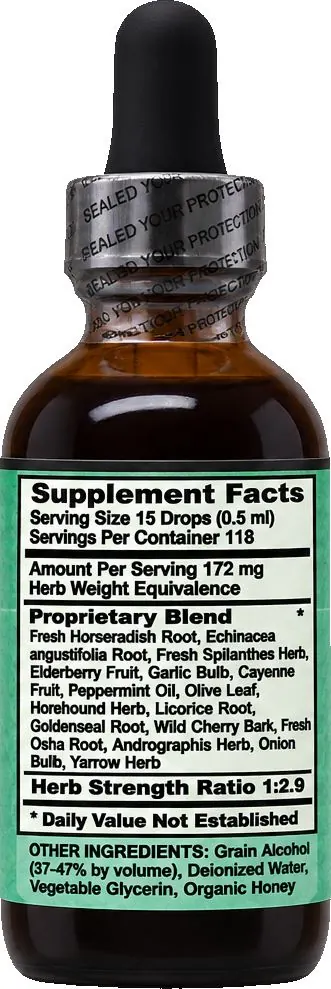 SEALED YOUR PROTECTION
SEALED YOUR PROTECTION
YOUR PROTECTION
Supplement Facts
Serving Size 15 Drops (0.5 ml)
Servings Per Container 118
Amount Per Serving 172 mg
Herb Weight Equivalence
Proprietary Blend *
Fresh Horseradish Root, Echinacea
angustifolia Root, Fresh Spilanthes Herb,
Elderberry Fruit, Garlic Bulb, Cayenne
Fruit, Peppermint Oil, Olive Leaf,
Horehound Herb, Licorice Root,
Goldenseal Root, Wild Cherry Bark, Fresh
Osha Root, Andrographis Herb, Onion
Bulb, Yarrow Herb
Herb Strength Ratio 1:2.9
* Daily Value Not Established
OTHER INGREDIENTS: Grain Alcohol
(37-47% by volume), Deionized Water,
Vegetable Glycerin, Organic Honey